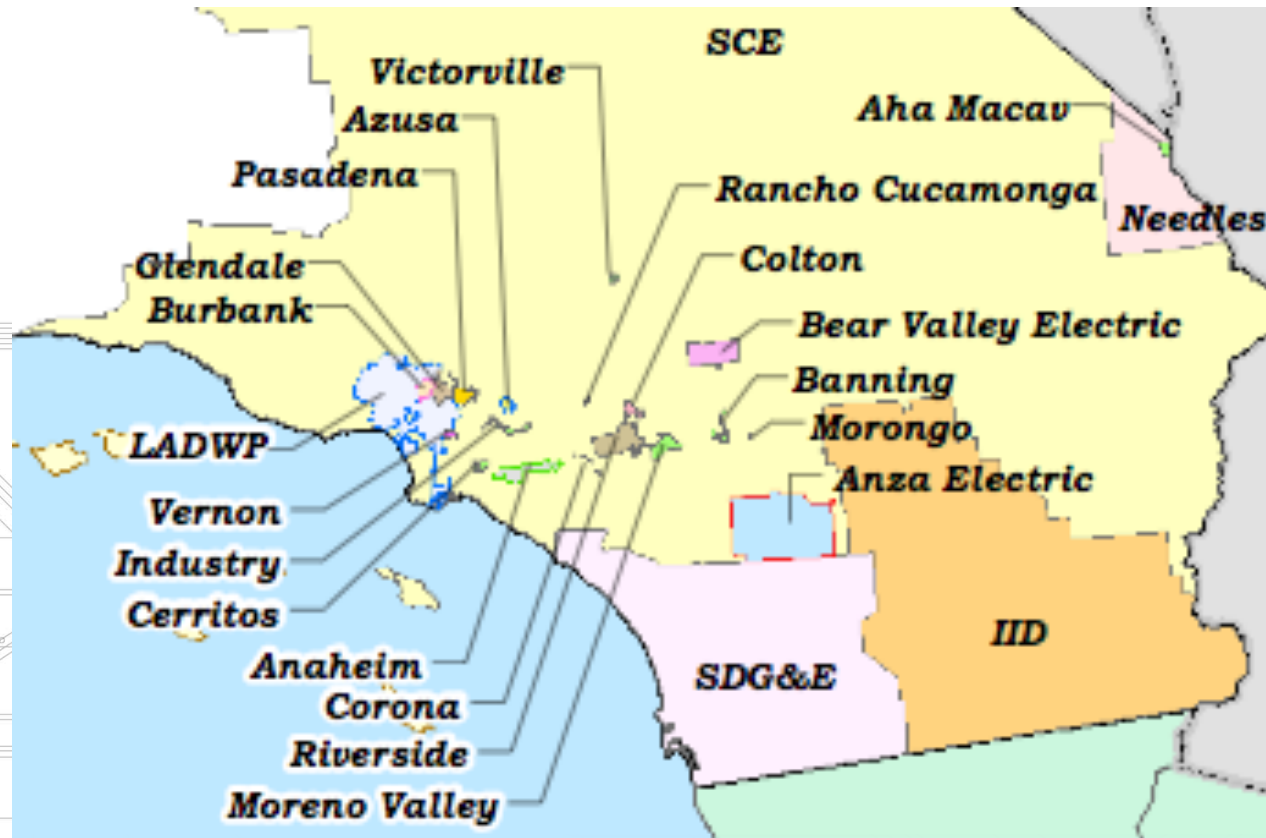 SCE
Victorville
Aha Macav
Azusa
Pasadena
Rancho Cucamonga
Needles
Glendale
Colton
Burbank
Bear Valley Electric
Banning
Morongo
LADWP
Anza Electric
Vernon
Industry
Cerritos
IID
Anaheim
SDG&E
Corona
Riverside
Moreno Valley